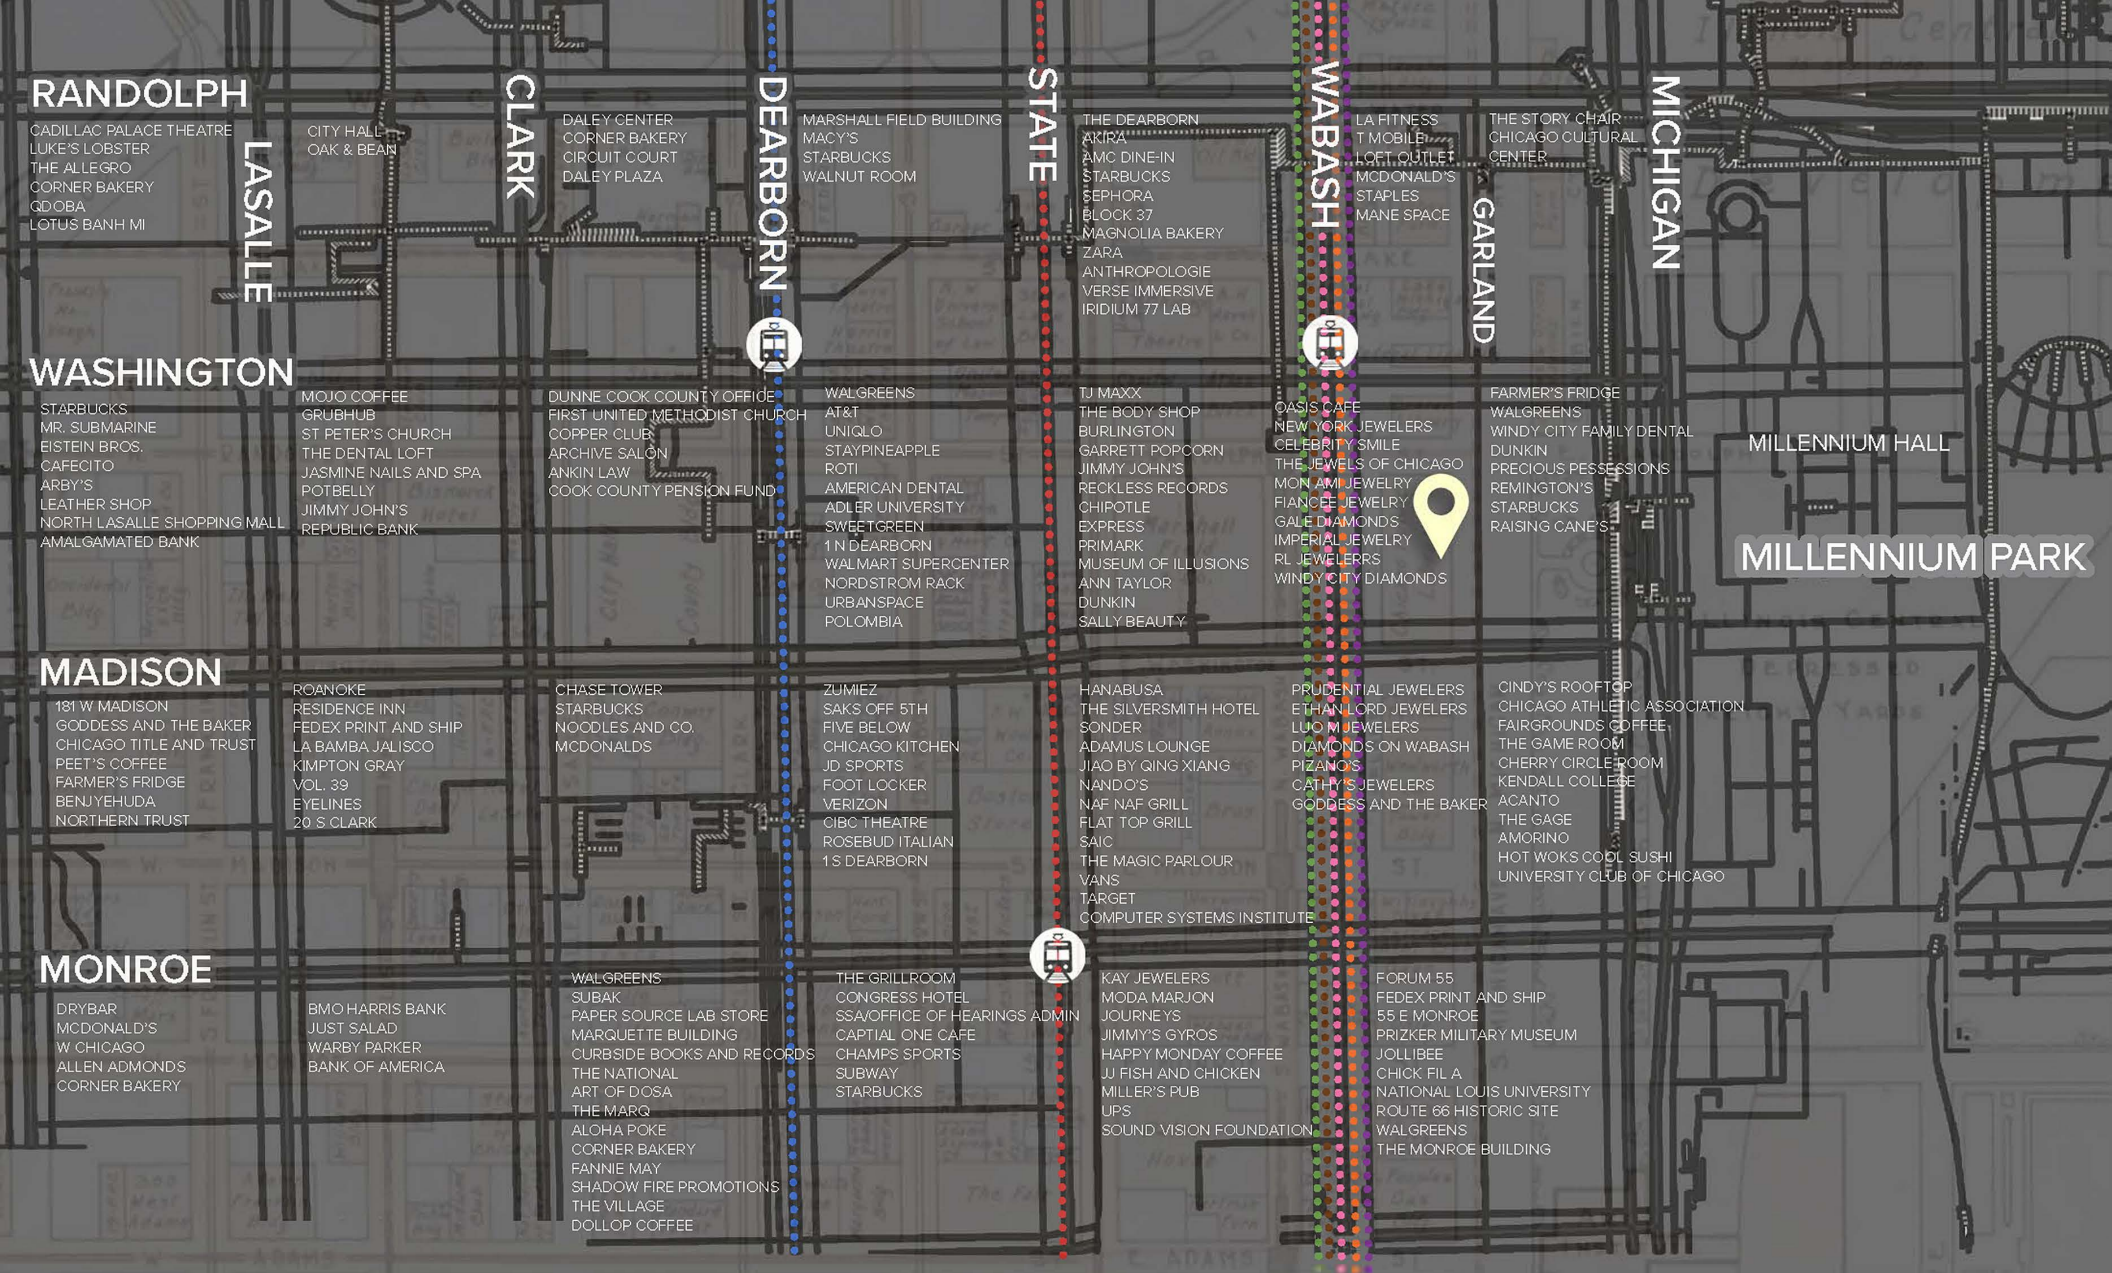 RANDOLPH
CADILLAC PALACE THEATRE
LUKE'S LOBSTER
THE ALLEGRO
CORNER BAKERY
QDOBA
LOTUS BANH MI
LASALLE
CITY HALL
OAK & BEAN
CLARK
DALEY CENTER
CORNER BAKERY
CIRCUIT COURT
DALEY PLAZA
DEARBORN
MARSHALL FIELD BUILDING
MACY'S
STARBUCKS
WALNUT ROOM
STATE
THE DEARBORN
AKIRA
AMC DINE-IN
STARBUCKS
SEPHORA
BLOCK 37
MAGNOLIA BAKERY
ZARA
ANTHROPOLOGIE
VERSE IMMERSIVE
IRIDIUM 77 LAB
WABASH
LA FITNESS
T MOBILE
LOFT OUTLET
MCDONALD'S
STAPLES
MANE SPACE
GARLAND
THE STORY CHAIR
CHICAGO CULTURAL
CENTER
MICHIGAN
WASHINGTON
STARBUCKS
MR. SUBMARINE
EISTEIN BROS.
CAFECITO
ARBY'S
LEATHER SHOP
NORTH LASALLE SHOPPING MALL
AMALGAMATED BANK
MOJO COFFEE
GRUBHUB
ST PETER'S CHURCH
THE DENTAL LOFT
JASMINE NAILS AND SPA
POTBELLY
JIMMY JOHN'S
REPUBLIC BANK
DUNNE COOK COUNTY OFFICE
FIRST UNITED METHODIST CHURCH
COPPER CLUB
ARCHIVE SALON
ANKIN LAW
COOK COUNTY PENSION FUND
WALGREENS
AT&T
UNIQLO
STAYPINEAPPLE
ROTI
AMERICAN DENTAL
ADLER UNIVERSITY
SWEETGREEN
1 N DEARBORN
WALMART SUPERCENTER
NORDSTROM RACK
URBANSPACE
POLOMBIA
TJ MAXX
THE BODY SHOP
BURLINGTON
GARRETT POPCORN
JIMMY JOHN'S
RECKLESS RECORDS
CHIPOTLE
EXPRESS
PRIMARK
MUSEUM OF ILLUSIONS
ANN TAYLOR
DUNKIN
SALLY BEAUTY
OASIS CAFE
NEW YORK JEWELERS
CELEBRITY SMILE
THE JEWELS OF CHICAGO
MON AMI JEWELRY
FIANCEE JEWELRY
GALE DIAMONDS
IMPERIAL JEWELRY
RL JEWELERRS
WINDY CITY DIAMONDS
FARMER'S FRIDGE
WALGREENS
WINDY CITY FAMILY DENTAL
DUNKIN
PRECIOUS PESSESSIONS
REMINGTON'S
STARBUCKS
RAISING CANE'S
MILLENNIUM HALL
MILLENNIUM PARK
MADISON
181 W MADISON
GODDESS AND THE BAKER
CHICAGO TITLE AND TRUST
PEET'S COFFEE
FARMER'S FRIDGE
BENJYEHUDA
NORTHERN TRUST
ROANOKE
RESIDENCE INN
FEDEX PRINT AND SHIP
LA BAMBA JALISCO
KIMPTON GRAY
VOL. 39
EYELINES
20 S CLARK
CHASE TOWER
STARBUCKS
NOODLES AND CO.
MCDONALDS
ZUMIEZ
SAKS OFF 5TH
FIVE BELOW
CHICAGO KITCHEN
JD SPORTS
FOOT LOCKER
VERIZON
CIBC THEATRE
ROSEBUD ITALIAN
1 S DEARBORN
HANABUSA
THE SILVERSMITH HOTEL
SONDER
ADAMUS LOUNGE
JIAO BY QING XIANG
NANDO'S
NAF NAF GRILL
FLAT TOP GRILL
SAIC
THE MAGIC PARLOUR
VANS
TARGET
COMPUTER SYSTEMS INSTITUTE
PRUDENTIAL JEWELERS
ETHAN LORD JEWELERS
LUO M JEWELERS
DIAMONDS ON WABASH
PIZANO'S
CATHY'S JEWELERS
GODDESS AND THE BAKER
CINDY'S ROOFTOP
CHICAGO ATHLETIC ASSOCIATION
FAIRGROUNDS COFFEE
THE GAME ROOM
CHERRY CIRCLE ROOM
KENDALL COLLEGE
ACANTO
THE GAGE
AMORINO
HOT WOKS COOL SUSHI
UNIVERSITY CLUB OF CHICAGO
MONROE
DRYBAR
MCDONALD'S
W CHICAGO
ALLEN ADMONDS
CORNER BAKERY
BMO HARRIS BANK
JUST SALAD
WARBY PARKER
BANK OF AMERICA
WALGREENS
SUBAK
PAPER SOURCE LAB STORE
MARQUETTE BUILDING
CURBSIDE BOOKS AND RECORDS
THE NATIONAL
ART OF DOSA
THE MARQ
ALOHA POKE
CORNER BAKERY
FANNIE MAY
SHADOW FIRE PROMOTIONS
THE VILLAGE
DOLLOP COFFEE
THE GRILLROOM
CONGRESS HOTEL
SSA/OFFICE OF HEARINGS ADMIN
CAPTIAL ONE CAFE
CHAMPS SPORTS
SUBWAY
STARBUCKS
KAY JEWELERS
MODA MARJON
JOURNEYS
JIMMY'S GYROS
HAPPY MONDAY COFFEE
JJ FISH AND CHICKEN
MILLER'S PUB
UPS
SOUND VISION FOUNDATION
FORUM 55
FEDEX PRINT AND SHIP
55 E MONROE
PRIZKER MILITARY MUSEUM
JOLLIBEE
CHICK FIL A
NATIONAL LOUIS UNIVERSITY
ROUTE 66 HISTORIC SITE
WALGREENS
THE MONROE BUILDING